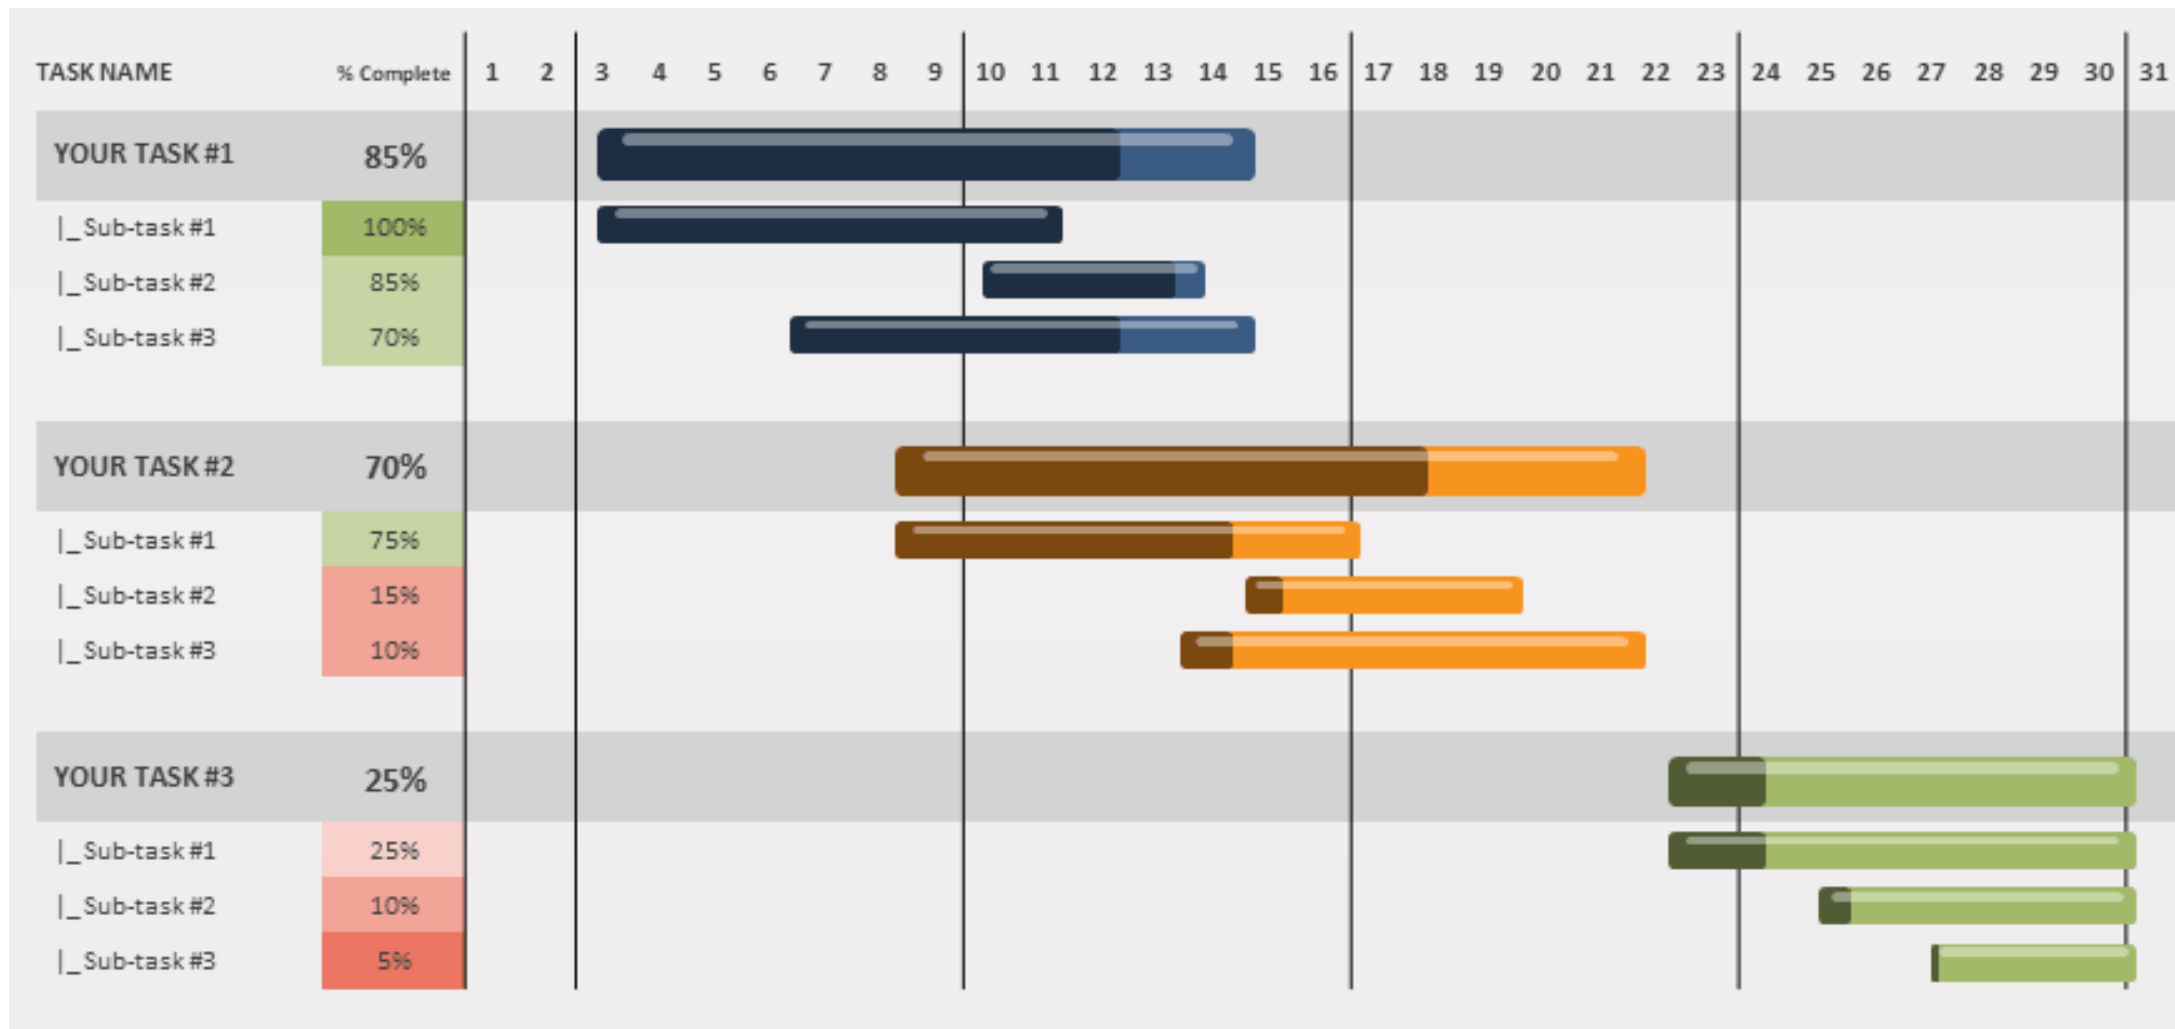 TASK NAME % Complete 1 2 3 4 5 6 7 8 9 10 11 12 13 14 15 16 17 18 19 20 21 22 23 24 25 26 27 28 29 30 31
YOUR TASK #1 85%
|_Sub-task #1 100%
|_Sub-task #2 85%
|_Sub-task #3 70%
YOUR TASK #2 70%
|_Sub-task #1 75%
|_Sub-task #2 15%
|_Sub-task #3 10%
YOUR TASK #3 25%
|_Sub-task #1 25%
|_Sub-task #2 10%
|_Sub-task #3 5%